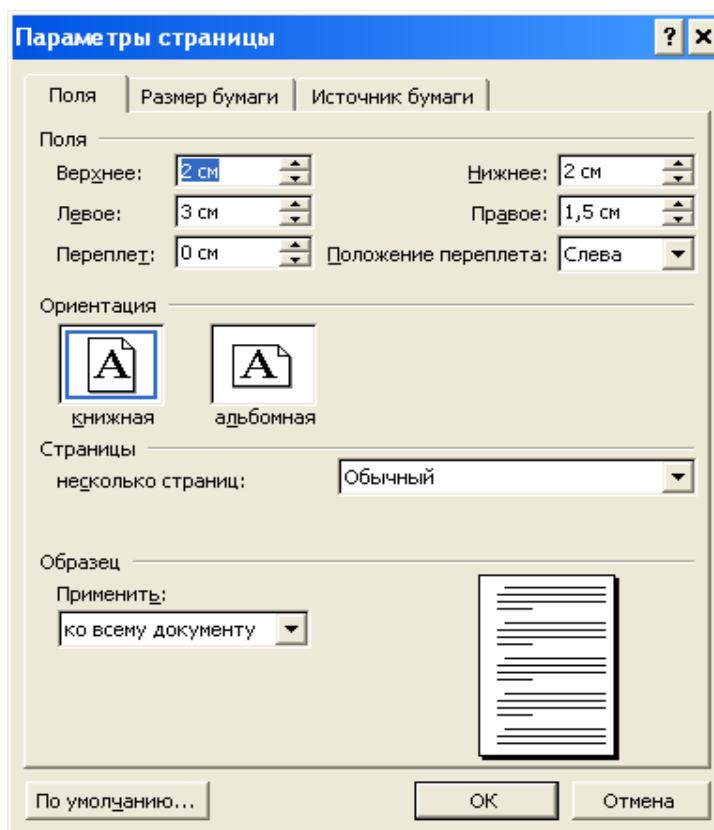 Параметры страницы
Поля Размер бумаги Источник бумаги
Поля
Верхнее: 2 см Нижнее: 2 см
Левое: 3 см Правое: 1,5 см
Переплет: 0 см Положение переплета: Слева
Ориентация
A A
книжная альбомная
Страницы
несколько страниц: Обычный
Образец
Применить:
ко всему документу
По умолчанию... ОК Отмена